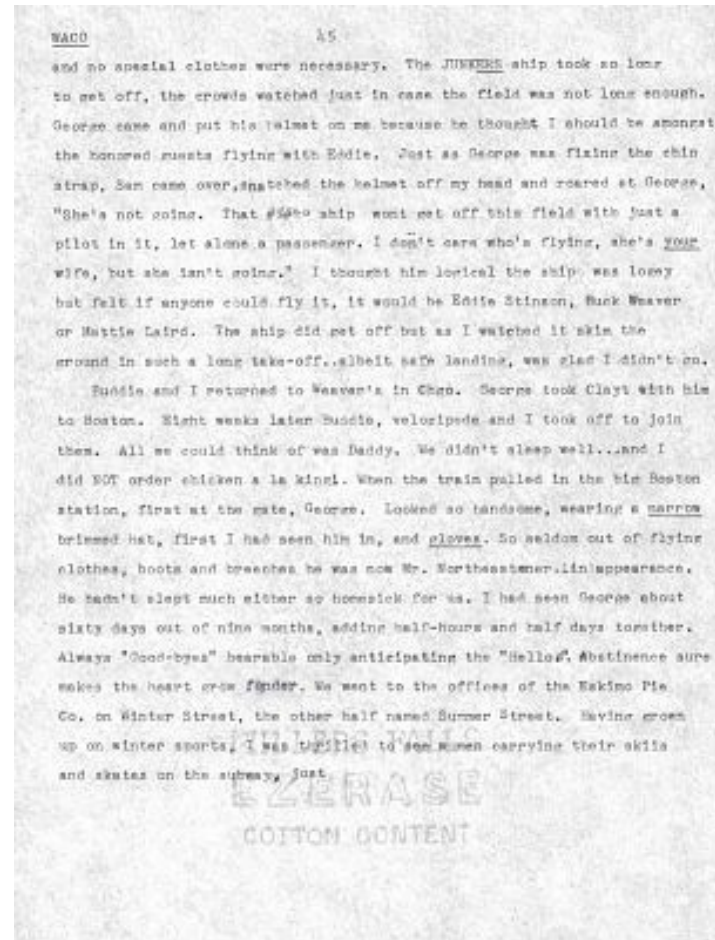 WACO 45
and no special clothes were necessary. The JUNKERS ship took so long
to get off, the crowds watched just in case the field was not long enough.
George came and put his helmet on me because he thought I should be amongst
the honored guests flying with Eddie. Just as George was fixing the chin
strap, Sam came over,snatched the helmet off my head and roared at George,
"She's not going. That ship wont get off this field with just a
pilot in it, let alone a passenger. I don't care who's flying, she's your
wife, but she isn't going." I thought him logical the ship was lousy
but felt if anyone could fly it, it would be Eddie Stinson, Buck Weaver
or Mattie Laird. The ship did get off but as I watched it skim the
ground in such a long take-off..albeit safe landing, was glad I didn't go.
Buddie and I returned to Weaver's in Chgo. George took Clayt with him
to Boston. Eight weeks later Buddie, velocipede and I took off to join
them. All we could think of was Daddy. We didn't sleep well...and I
did NOT order chicken a la king!. When the train pulled in the big Boston
station, first at the gate, George. Looked so handsome, wearing a narrow
brimmed hat, first I had seen him in, and gloves. So seldom out of flying
clothes, boots and breeches he was now Mr. Northeastener.in appearance.
He hadn't slept much either so homesick for us. I had seen George about
sixty days out of nine months, adding half-hours and half days together.
Always "Good-byes" bearable only anticipating the "Hellos". Abstinence sure
makes the heart grow fonder. We went to the offices of the Eskimo Pie
Co. on Winter Street, the other half named Summer Street. Having grown
up on winter sports, I was thrilled to see women carrying their skiis
and skates on the subway, just
FALLS
EZERASE
COTTON CONTENT